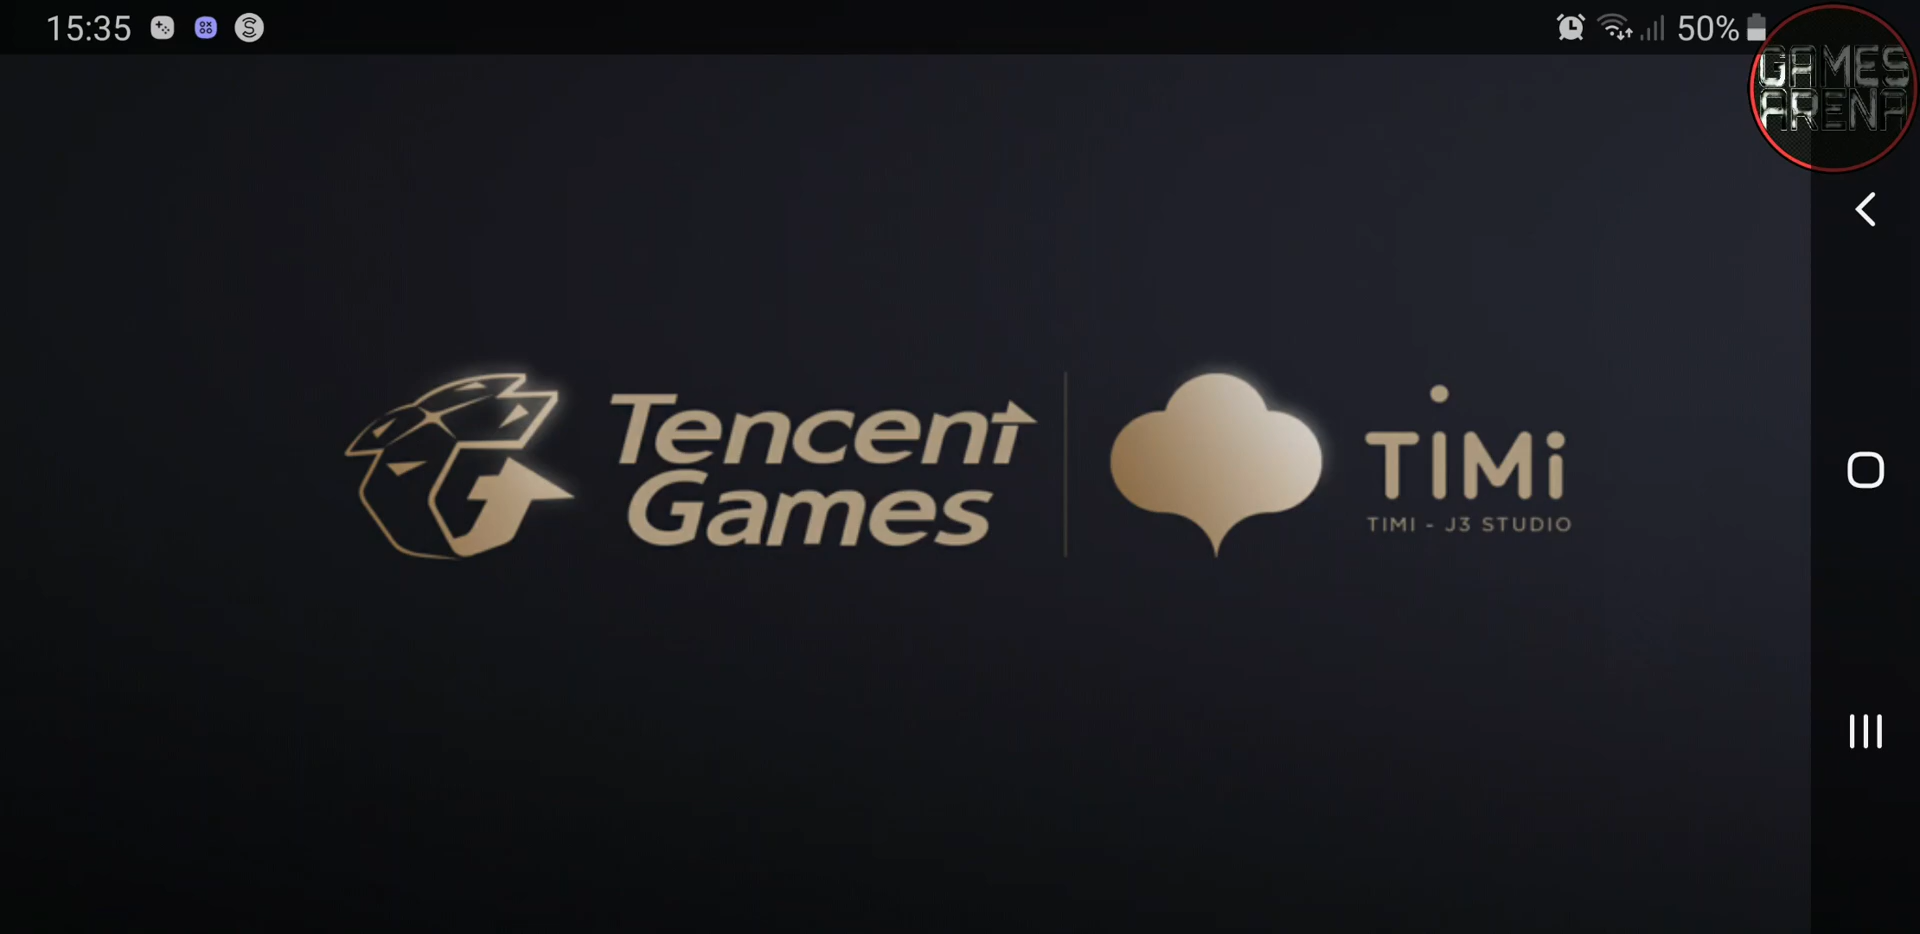 15:35
50%
GAMES
ARENA
Tencent
Games
TiMi
TIMI - J3 STUDIO